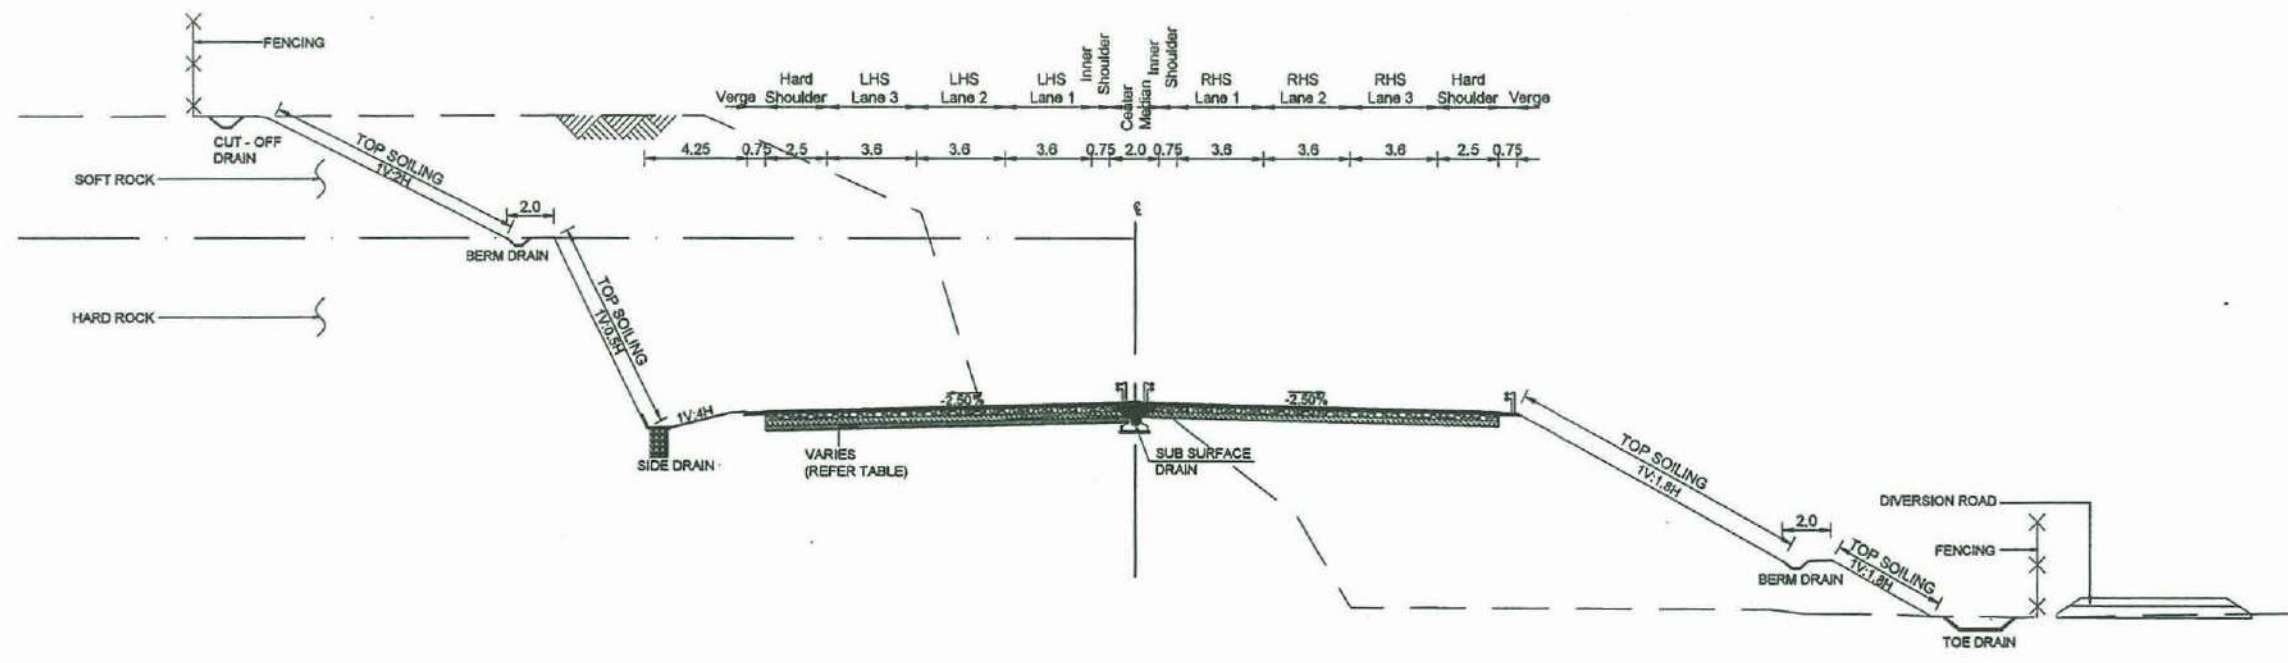 FENCING
Verge
Hard
Shoulder
LHS
Lane 3
LHS
Lane 2
LHS
Lane 1
Inner
Shoulder
Center
Median
Inner
Shoulder
RHS
Lane 1
RHS
Lane 2
RHS
Lane 3
Hard
Shoulder
Verge
CUT - OFF
DRAIN
TOP SOILING
1V:2H
4.25 0.75 2.5 3.6 3.6 3.6 0.75 2.0 0.75 3.6 3.6 3.6 2.5 0.75
SOFT ROCK
2.0
BERM DRAIN
HARD ROCK
TOP SOILING
1V:0.5H
1V:4H
-2.50%
-2.50%
SIDE DRAIN
VARIES
(REFER TABLE)
SUB SURFACE
DRAIN
TOP SOILING
1V:1.8H
DIVERSION ROAD
2.0
FENCING
TOP SOILING
1V:1.8H
BERM DRAIN
TOE DRAIN